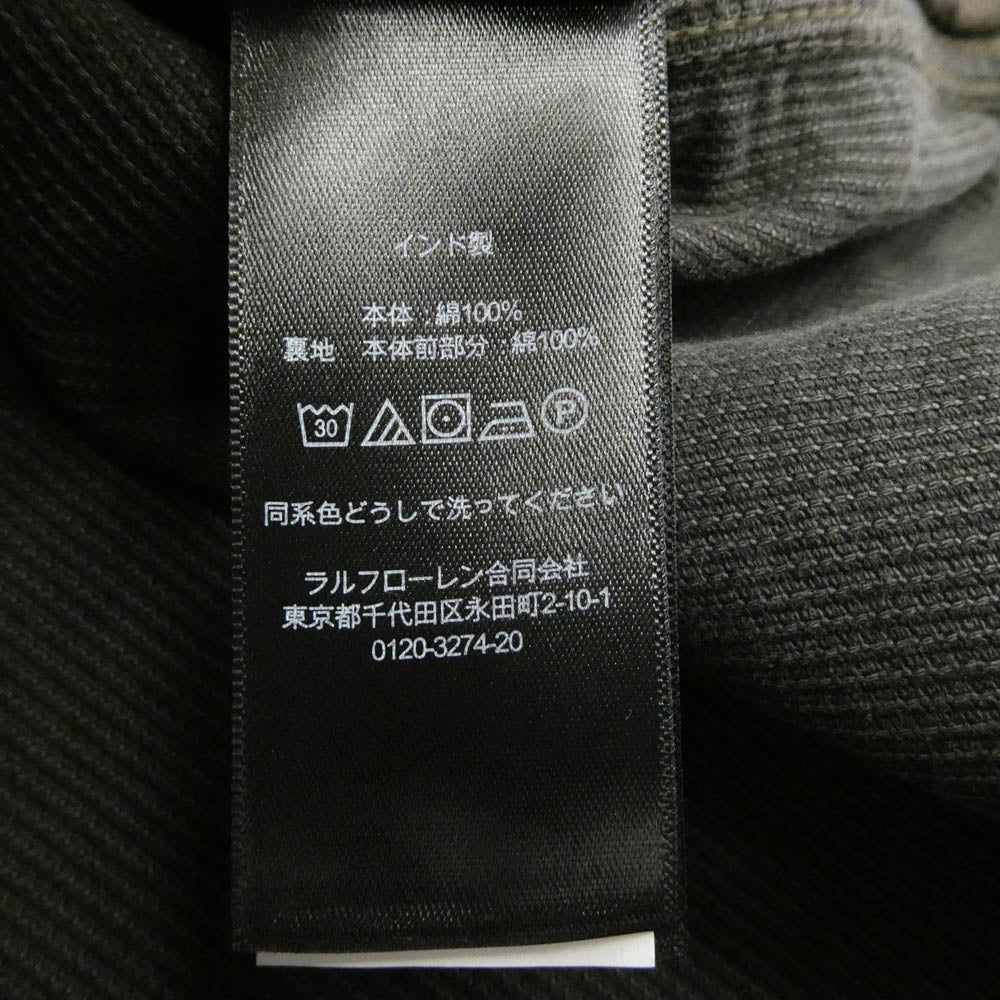 インド製
本体 : 綿100%
裏地 本体前部分 綿100%
30 P
同系色どうしで洗ってください
ラルフローレン合同会社
東京都千代田区永田町2-10-1
0120-3274-20